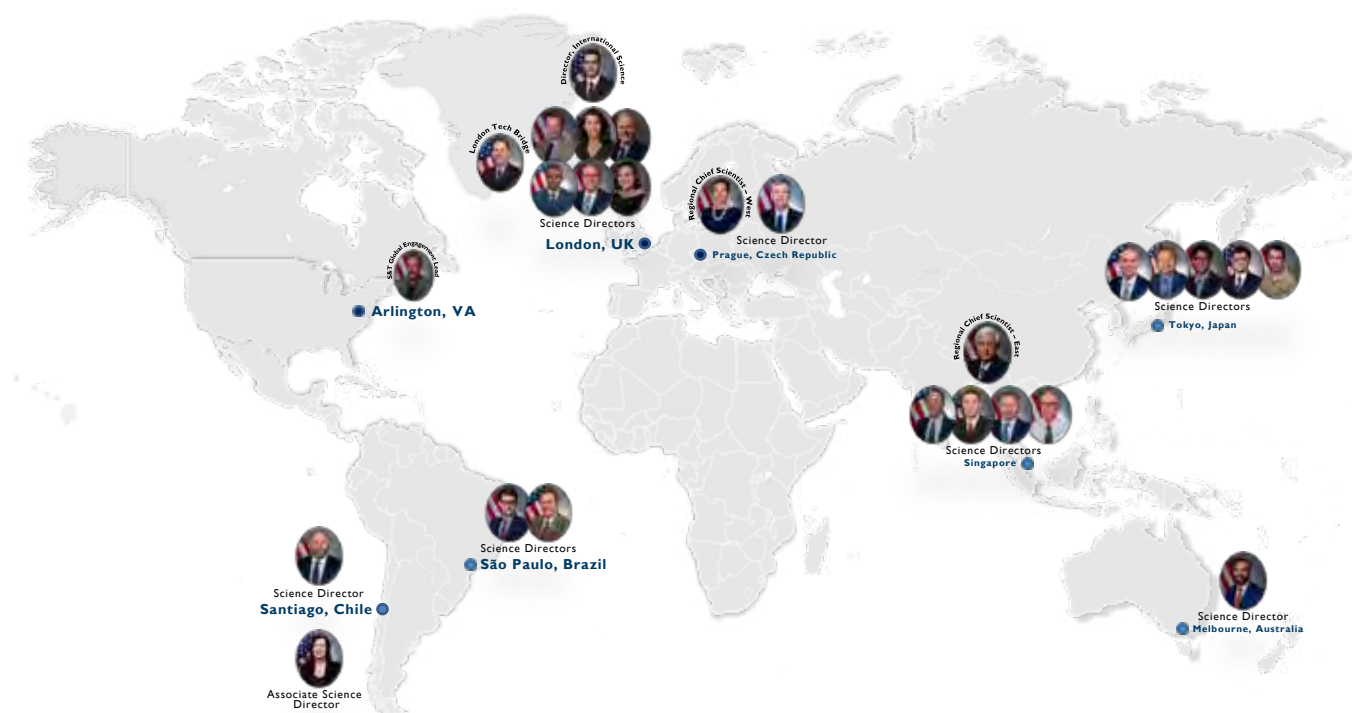 Director, International Science
London Tech Bridge
Science Directors
London, UK
Regional Chief Scientist – West
Science Director
Prague, Czech Republic
S&T Global Engagement Lead
Arlington, VA
Science Directors
Tokyo, Japan
Regional Chief Scientist – East
Science Directors
Singapore
Science Directors
São Paulo, Brazil
Science Director
Santiago, Chile
Associate Science
Director
Science Director
Melbourne, Australia